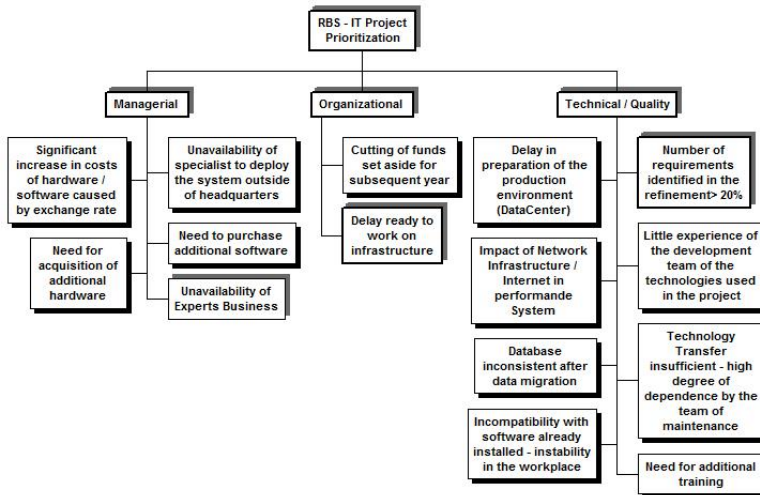 RBS - IT Project
Prioritization
Managerial
Organizational
Technical / Quality
Significant
increase in costs
of hardware /
software caused
by exchange rate
Unavailability of
specialist to deploy
the system outside
of headquarters
Need for
acquisition of
additional
hardware
Need to purchase
additional software
Unavailability of
Experts Business
Cutting of funds
set aside for
subsequent year
Delay ready to
work on
infrastructure
Delay in
preparation of the
production
environment
(DataCenter)
Number of
requirements
identified in the
refinement> 20%
Impact of Network
Infrastructure /
Internet in
performande
System
Little experience of
the development
team of the
technologies used
in the project
Database
inconsistent after
data migration
Technology
Transfer
insufficient - high
degree of
dependence by the
team of
maintenance
Incompatibility with
software already
installed - instability
in the workplace
Need for additional
training